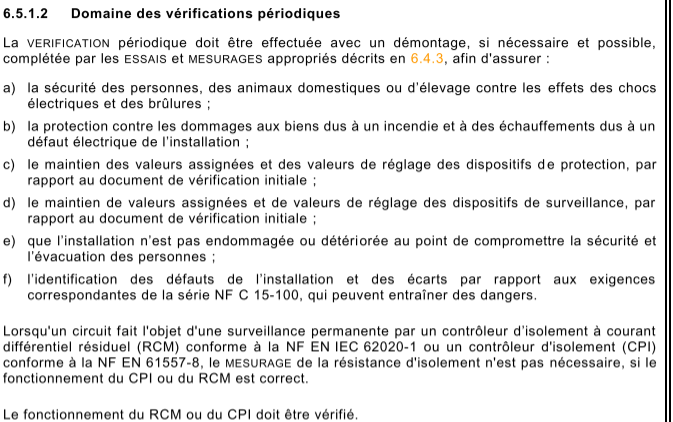 6.5.1.2 Domaine des vérifications périodiques
La VERIFICATION périodique doit être effectuée avec un démontage, si nécessaire et possible,
complétée par les ESSAIS et MESURAGES appropriés décrits en 6.4.3, afin d'assurer :
a) la sécurité des personnes, des animaux domestiques ou d'élevage contre les effets des chocs
électriques et des brûlures ;
b) la protection contre les dommages aux biens dus à un incendie et à des échauffements dus à un
défaut électrique de l'installation ;
c) le maintien des valeurs assignées et des valeurs de réglage des dispositifs de protection, par
rapport au document de vérification initiale ;
d) le maintien de valeurs assignées et de valeurs de réglage des dispositifs de surveillance, par
rapport au document de vérification initiale ;
e) que l'installation n'est pas endommagée ou détériorée au point de compromettre la sécurité et
l'évacuation des personnes ;
f) l'identification des défauts de l'installation et des écarts par rapport aux exigences
correspondantes de la série NF C 15-100, qui peuvent entraîner des dangers.
Lorsqu'un circuit fait l'objet d'une surveillance permanente par un contrôleur d'isolement à courant
différentiel résiduel (RCM) conforme à la NF EN IEC 62020-1 ou un contrôleur d'isolement (CPI)
conforme à la NF EN 61557-8, le MESURAGE de la résistance d'isolement n'est pas nécessaire, si le
fonctionnement du CPI ou du RCM est correct.
Le fonctionnement du RCM ou du CPI doit être vérifié.